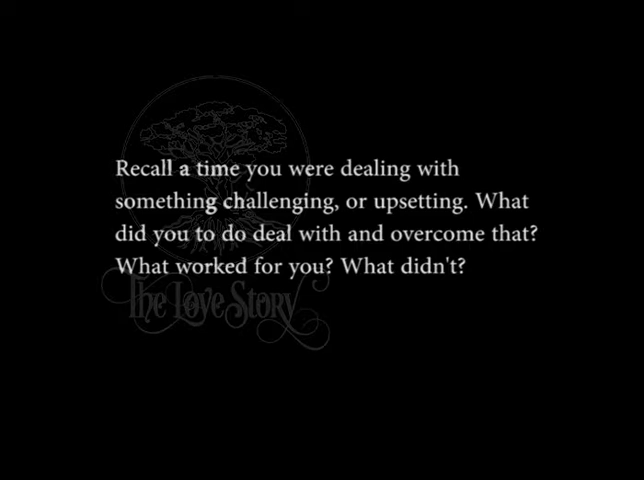 Recall a time you were dealing with
something challenging, or upsetting. What
did you to do deal with and overcome that?
What worked for you? What didn't?
The Love Story